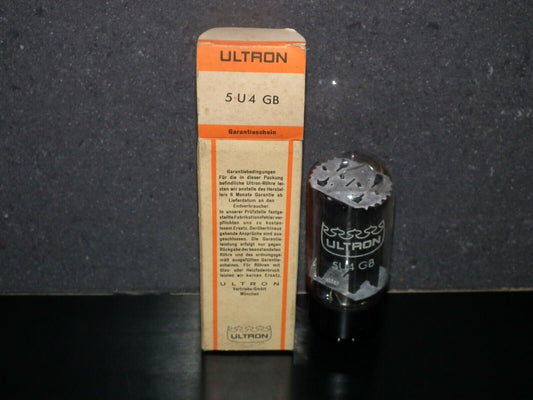 ULTRON
5 U 4 GB
Garantieschein
Garantiebedingungen
Für die in dieser Packung
befindliche Ultron-Röhre lei-
sten wir anstelle des Herstel-
lers 6 Monate Garantie ab
Lieferdatum an den
Endverbraucher.
In unserer Prüfstelle festge-
stellte Fabrikationsfehler ver-
pflichten uns zu kosten-
losem Ersatz. Darüberhinaus
gehende Ansprüche sind aus-
geschlossen. Die Garantie-
leistung erfolgt nur gegen
Rückgabe der beanstandeten
Röhre und des ordnungsge-
mäß ausgefüllten Garantie-
scheines. Für Röhren mit
Glas- oder Heizfadenbruch
leisten wir keinen Ersatz.
ULTRON
Vertriebs-GmbH
München
ULTRON
ULTRON
5U4 GB